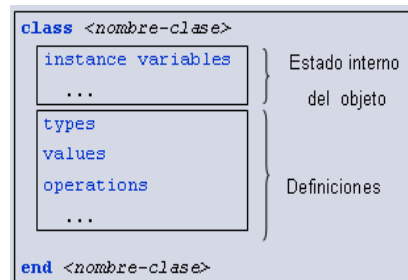 class <nombre-clase>
instance variables
...
Estado interno
del objeto
types
values
operations
...
Definiciones
end <nombre-clase>